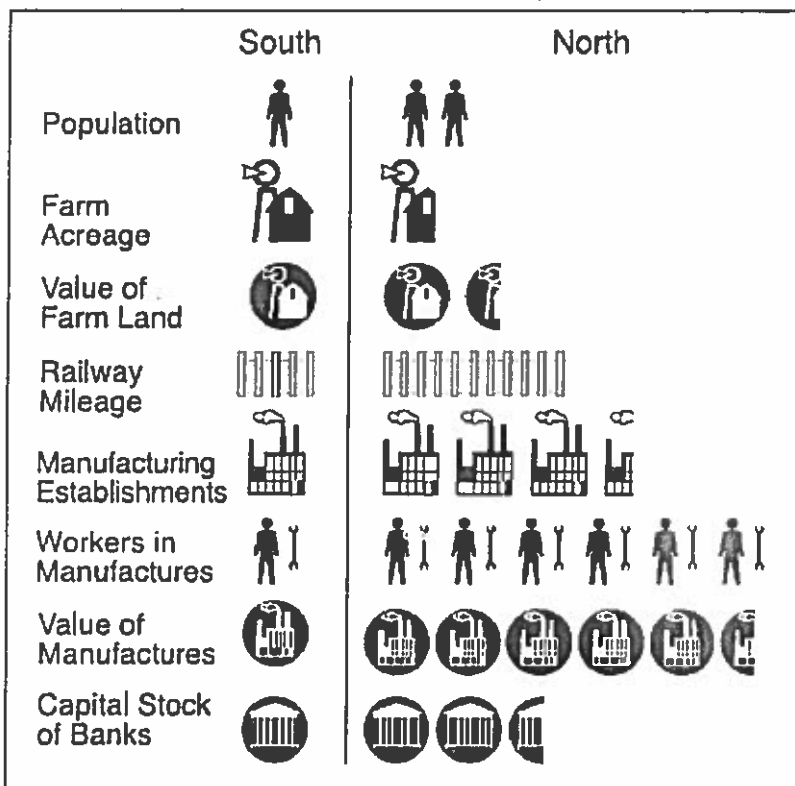 South North
Population
Farm
Acreage
Value of
Farm Land
Railway
Mileage
Manufacturing
Establishments
Workers in
Manufactures
Value of
Manufactures
Capital Stock
of Banks